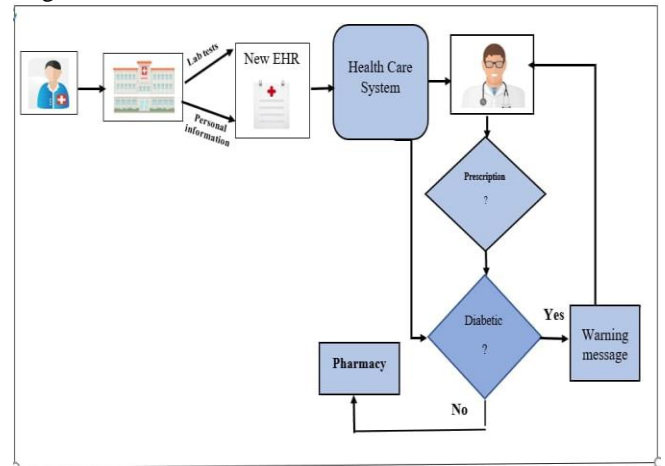 Lab tests
Personal
information
New EHR
Health Care
System
Prescription
?
Diabetic
?
Yes
Warning
message
Pharmacy
No